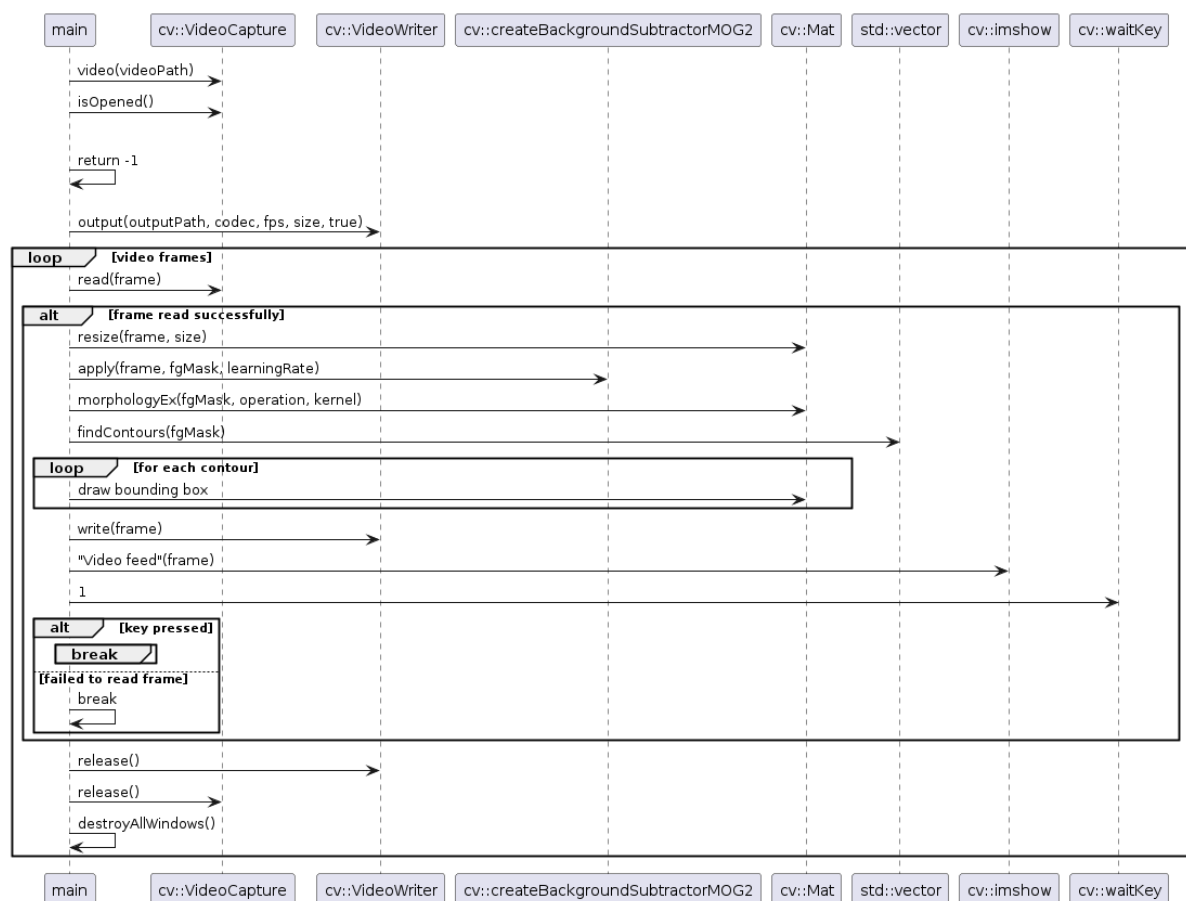 main cv::VideoCapture cv::VideoWriter cv::createBackgroundSubtractorMOG2 cv::Mat std::vector cv::imshow cv::waitKey
video(videoPath)
isOpened()
return -1
output(outputPath, codec, fps, size, true)
loop [video frames]
read(frame)
alt [frame read successfully]
resize(frame, size)
apply(frame, fgMask, learningRate)
morphologyEx(fgMask, operation, kernel)
findContours(fgMask)
loop [for each contour]
draw bounding box
write(frame)
"Video feed"(frame)
1
alt [key pressed]
break
[failed to read frame]
break
release()
release()
destroyAllWindows()
main cv::VideoCapture cv::VideoWriter cv::createBackgroundSubtractorMOG2 cv::Mat std::vector cv::imshow cv::waitKey